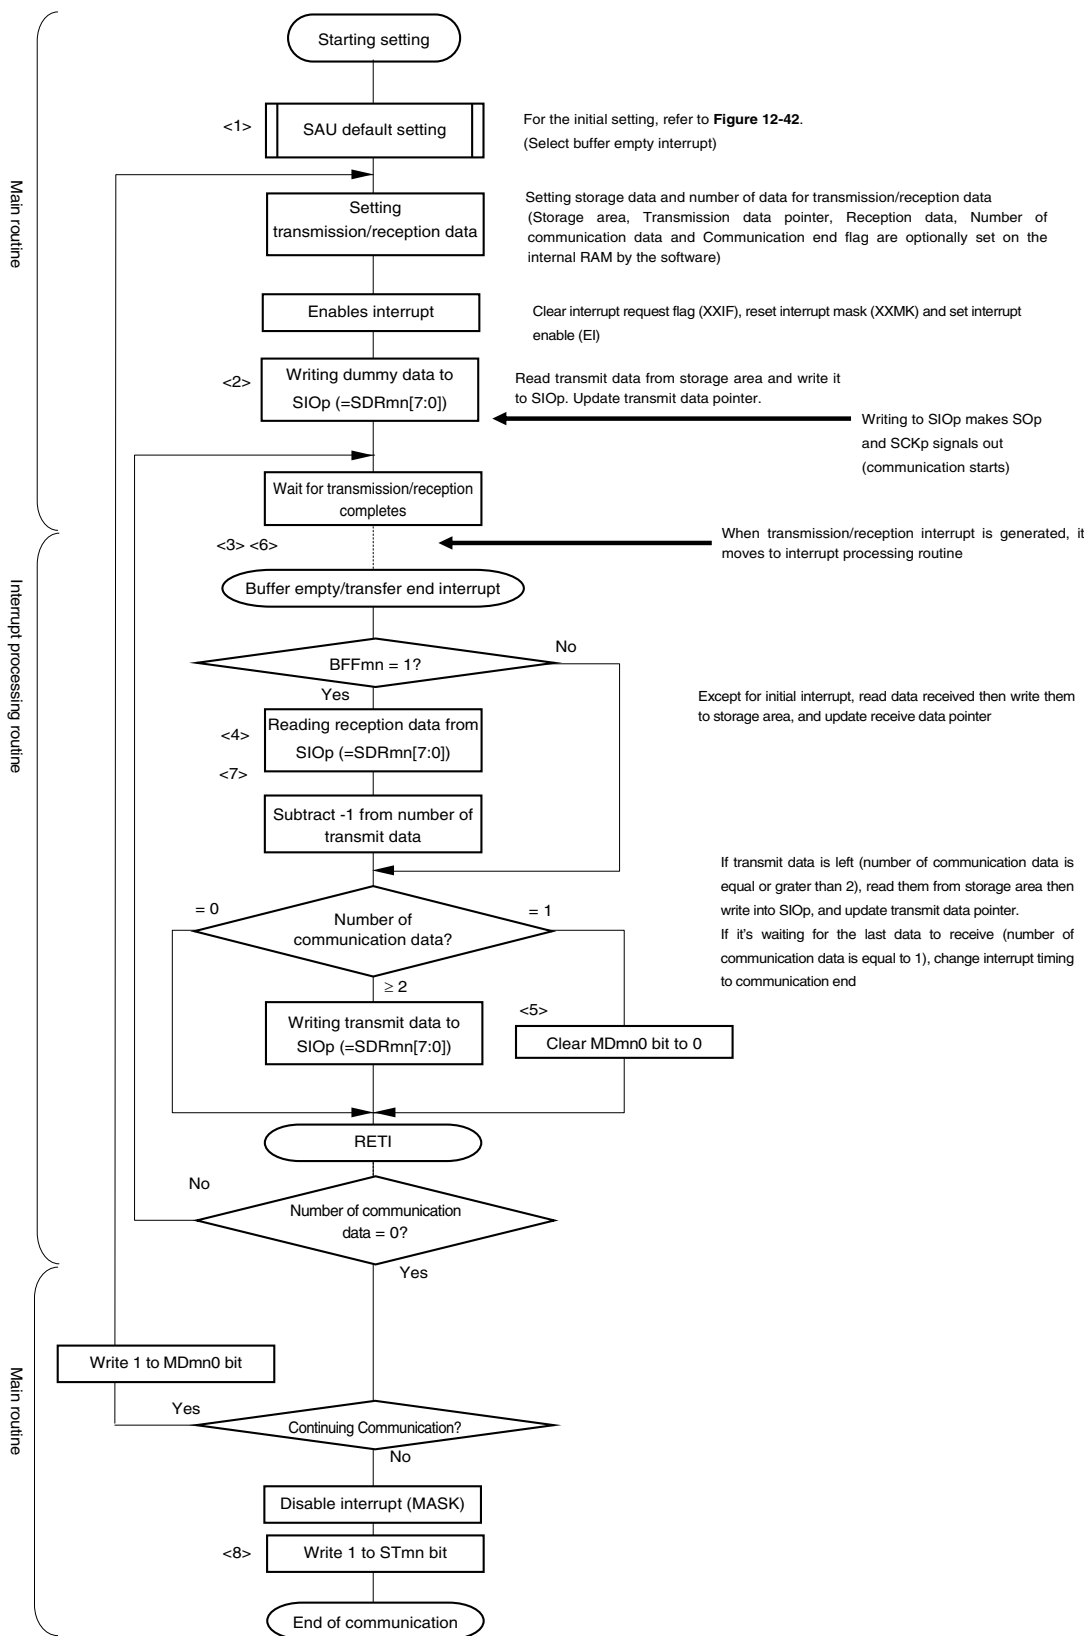 Starting setting
<1>
SAU default setting
For the initial setting, refer to Figure 12-42.
(Select buffer empty interrupt)
Main routine
Setting
transmission/reception data
Setting storage data and number of data for transmission/reception data
(Storage area, Transmission data pointer, Reception data, Number of
communication data and Communication end flag are optionally set on the
internal RAM by the software)
Enables interrupt
Clear interrupt request flag (XXIF), reset interrupt mask (XXMK) and set interrupt
enable (EI)
<2>
Writing dummy data to
SIOp (=SDRmn[7:0])
Read transmit data from storage area and write it
to SIOp. Update transmit data pointer.
Writing to SIOp makes SOp
and SCKp signals out
(communication starts)
Wait for transmission/reception
completes
<3> <6>
When transmission/reception interrupt is generated, it
moves to interrupt processing routine
Interrupt processing routine
Buffer empty/transfer end interrupt
No
BFFmn = 1?
Yes
Except for initial interrupt, read data received then write them
to storage area, and update receive data pointer
<4>
Reading reception data from
SIOp (=SDRmn[7:0])
<7>
Subtract -1 from number of
transmit data
If transmit data is left (number of communication data is
equal or grater than 2), read them from storage area then
write into SIOp, and update transmit data pointer.
If it's waiting for the last data to receive (number of
communication data is equal to 1), change interrupt timing
to communication end
= 0
Number of
communication data?
= 1
≥ 2
Writing transmit data to
SIOp (=SDRmn[7:0])
<5>
Clear MDmn0 bit to 0
RETI
No
Number of communication
data = 0?
Yes
Main routine
Write 1 to MDmn0 bit
Yes
Continuing Communication?
No
Disable interrupt (MASK)
<8>
Write 1 to STmn bit
End of communication